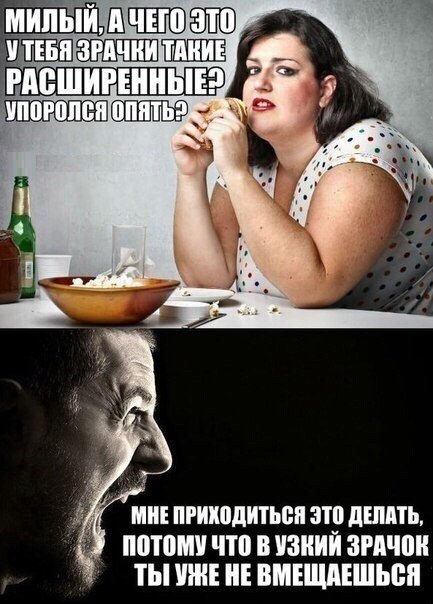 МИЛЫЙ, А ЧЕГО ЭТО
У ТЕБЯ ЗРАЧКИ ТАКИЕ
РАСШИРЕННЫЕ?
УПОРОЛСЯ ОПЯТЬ?
МНЕ ПРИХОДИТЬСЯ ЭТО ДЕЛАТЬ,
ПОТОМУ ЧТО В УЗКИЙ ЗРАЧОК
ТЫ УЖЕ НЕ ВМЕЩАЕШЬСЯ